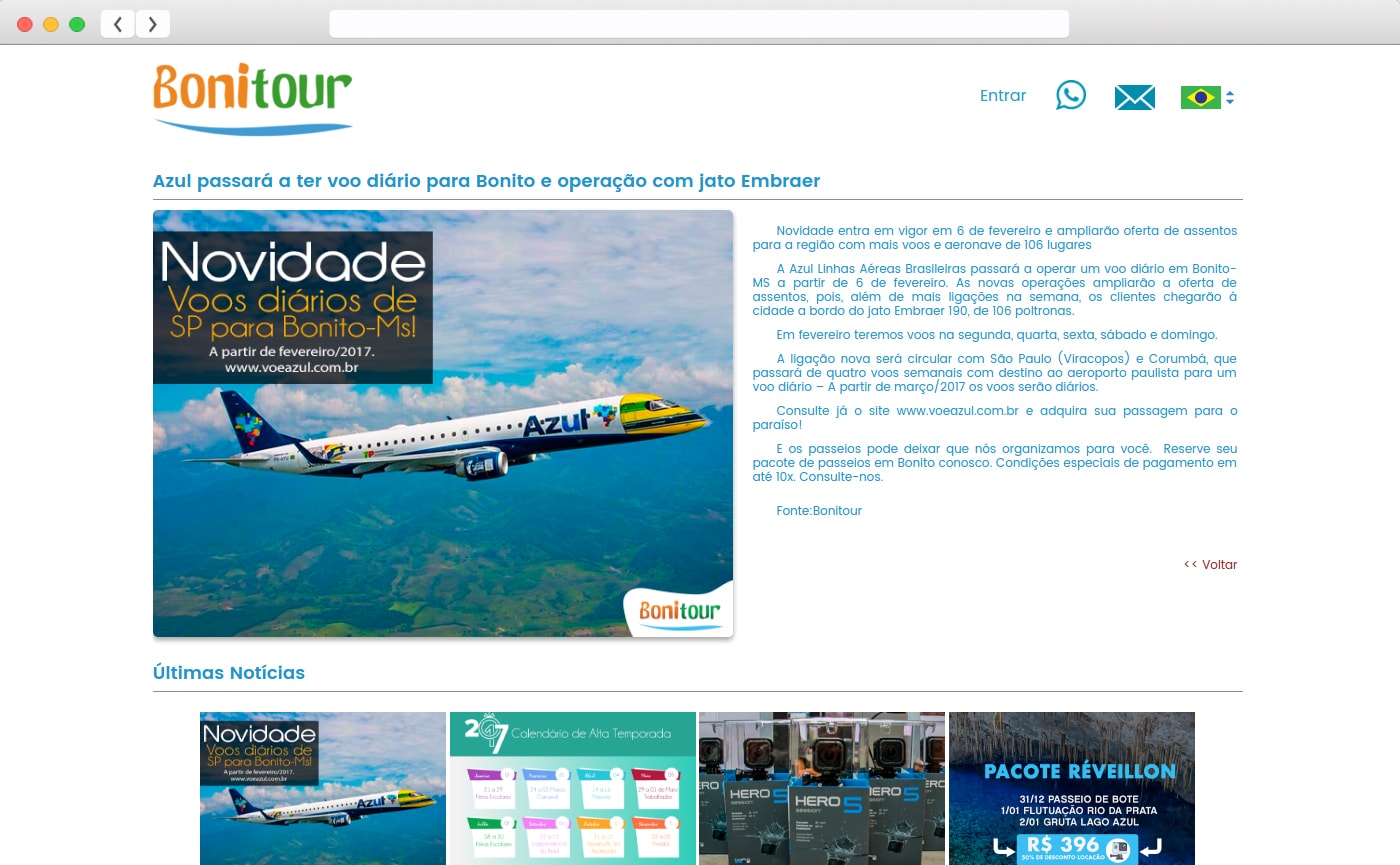 Bonitour
Entrar
Azul passará a ter voo diário para Bonito e operação com jato Embraer
Novidade
Voos diários de
SP para Bonito-Ms!
A partir de fevereiro/2017.
www.voeazul.com.br
Azul
Bonitour
Novidade entra em vigor em 6 de fevereiro e ampliarão oferta de assentos
para a região com mais voos e aeronave de 106 lugares
A Azul Linhas Aéreas Brasileiras passará a operar um voo diário em Bonito-
MS a partir de 6 de fevereiro. As novas operações ampliarão a oferta de
assentos, pois, além de mais ligações na semana, os clientes chegarão à
cidade a bordo do jato Embraer 190, de 106 poltronas.
Em fevereiro teremos voos na segunda, quarta, sexta, sábado e domingo.
A ligação nova será circular com São Paulo (Viracopos) e Corumbá, que
passará de quatro voos semanais com destino ao aeroporto paulista para um
voo diário – A partir de março/2017 os voos serão diários.
Consulte já o site www.voeazul.com.br e adquira sua passagem para o
paraíso!
E os passeios pode deixar que nós organizamos para você. Reserve seu
pacote de passeios em Bonito conosco. Condições especiais de pagamento em
até 10x. Consulte-nos.
Fonte:Bonitour
<< Voltar
Últimas Notícias
Novidade
Voos diários de
SP para Bonito-Ms!
A partir de fevereiro/2017.
www.voeazul.com.br
Azul
2017 Calendário de Alta Temporada
HERO5
session
HERO5
HERO5
PACOTE RÉVEILLON
31/12 PASSEIO DE BOTE
1/01 FLUTUAÇÃO RIO DA PRATA
2/01 GRUTA LAGO AZUL
R$ 396
50% DE DESCONTO LOCAÇÃO